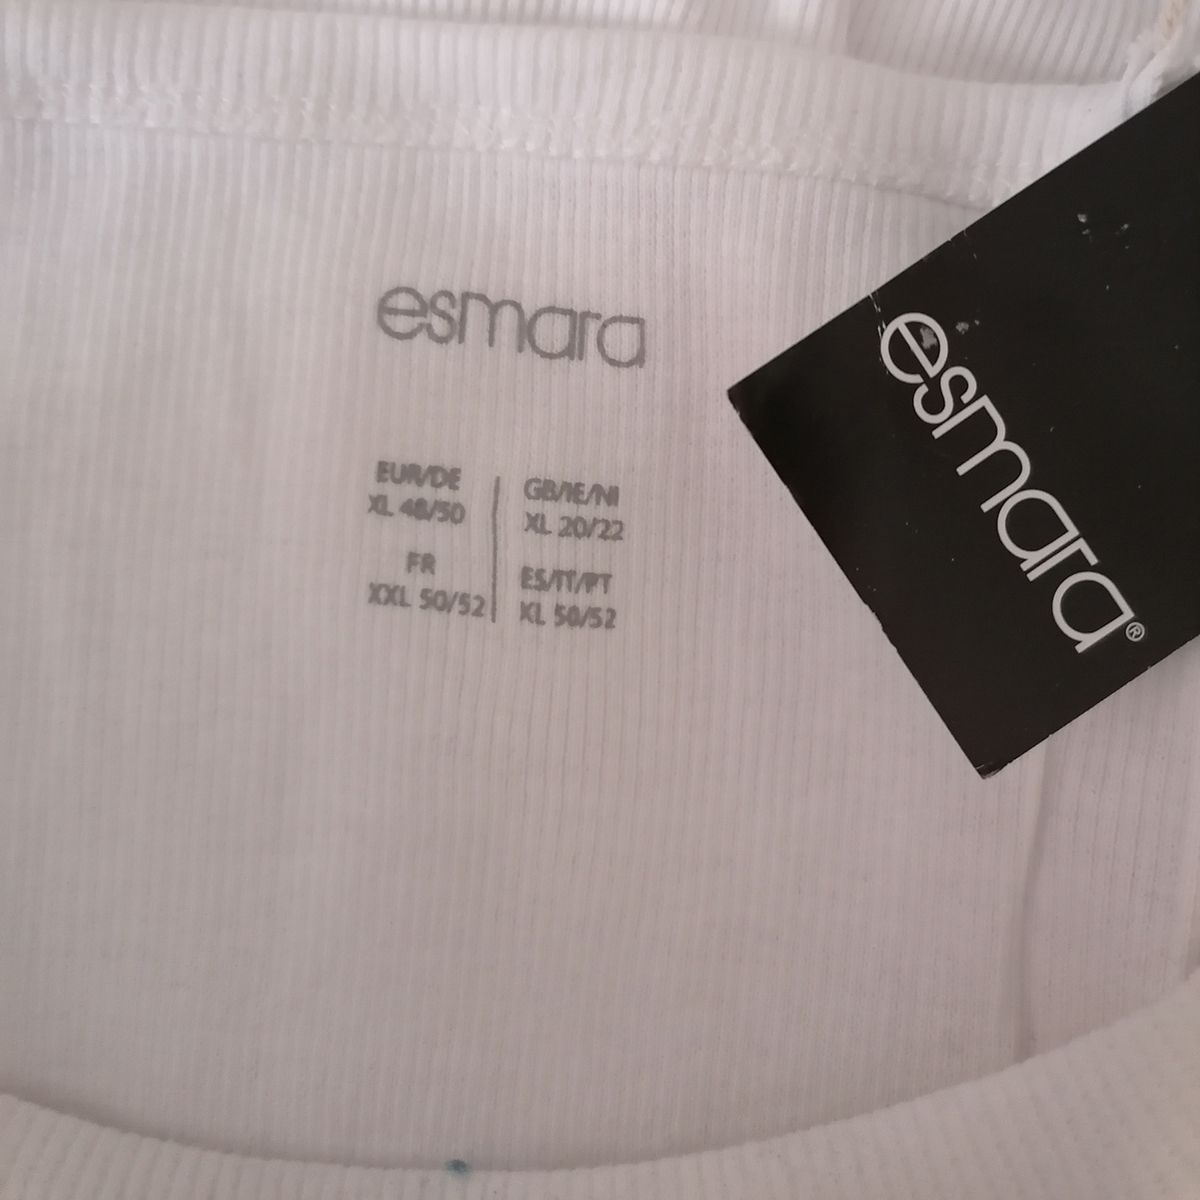 esmara
EUR/DE
XL 48/50
FR
XXL 50/52
GB/IE/NI
XL 20/22
ES/IT/PT
XL 50/52
esmara®